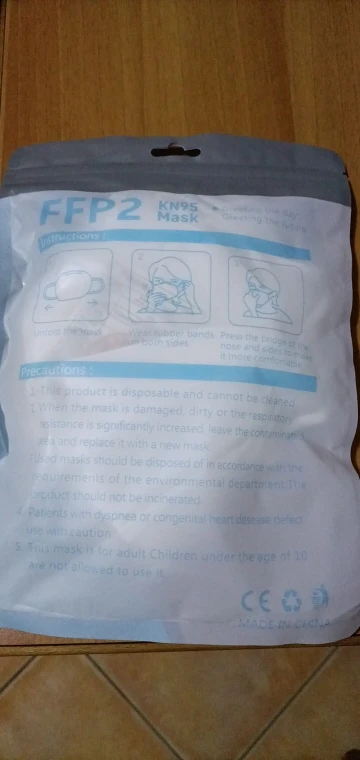 FFP2 KN95
Mask
Directing the
Instructions :
1
2
3
Unfold the mask
Wear rubber bands
on both sides
Press the bridge of the
nose and sides to make
it more comfortable
Precautions :
1. This product is disposable and cannot be cleaned
When the mask is damaged, dirty or the respiratory
resistance is significantly increased, leave the contaminated
area and replace it with a new mask
Used masks should be disposed of in accordance with the
requirements of the environmental department. The
product should not be incinerated
4. Patients with dyspnea or congenital heart
use with caution
5. This mask is for adult Children under the age of 10
are not allowed to use it
CE
MADE IN CHINA